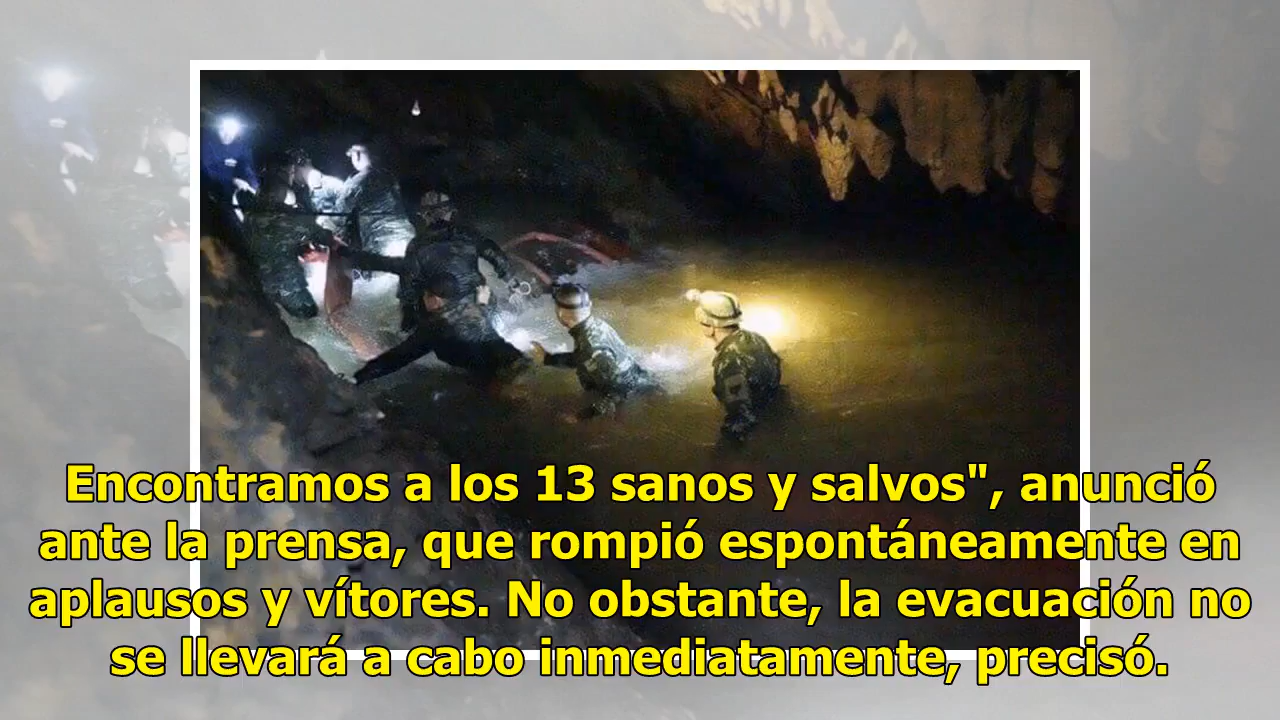 Encontramos a los 13 sanos y salvos", anunció
ante la prensa, que rompió espontáneamente en
aplausos y vítores. No obstante, la evacuación no
se llevará a cabo inmediatamente, precisó.